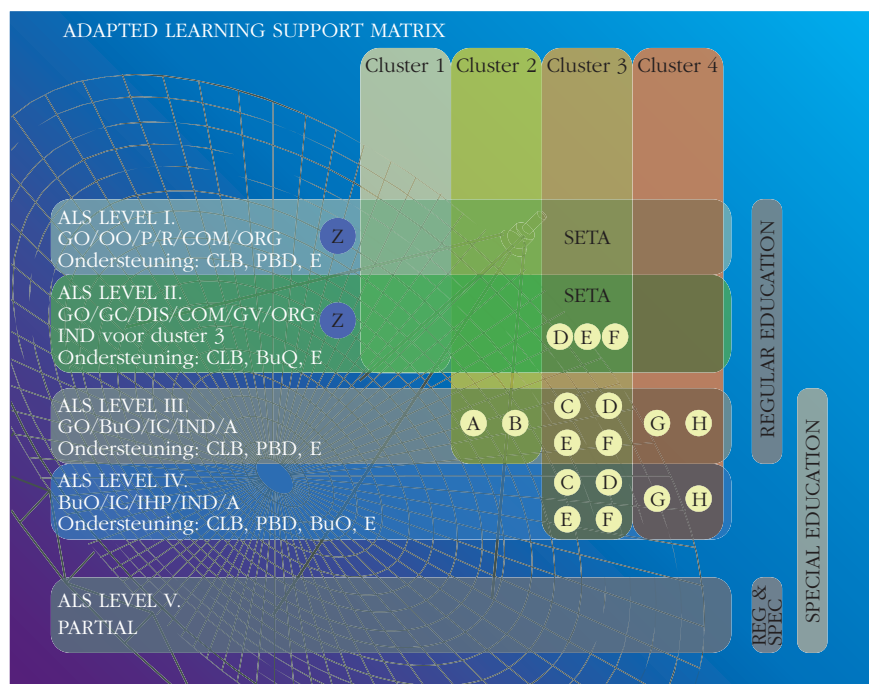 ADAPTED LEARNING SUPPORT MATRIX
Cluster 1 Cluster 2 Cluster 3 Cluster 4
ALS LEVEL I.
GO/OO/P/R/COM/ORG
Ondersteuning: CLB, PBD, E
Z
SETA
ALS LEVEL II.
GO/GC/DIS/COM/GV/ORG
IND voor duster 3
Ondersteuning: CLB, BuQ, E
Z
SETA
D E F
ALS LEVEL III.
GO/BuO/IC/IND/A
Ondersteuning: CLB, PBD, E
A B
C D
E F
G H
ALS LEVEL IV.
BuO/IC/IHP/IND/A
Ondersteuning: CLB, PBD, BuO, E
C D
E F
G H
ALS LEVEL V.
PARTIAL
REGULAR EDUCATION
REG &
SPEC
SPECIAL EDUCATION